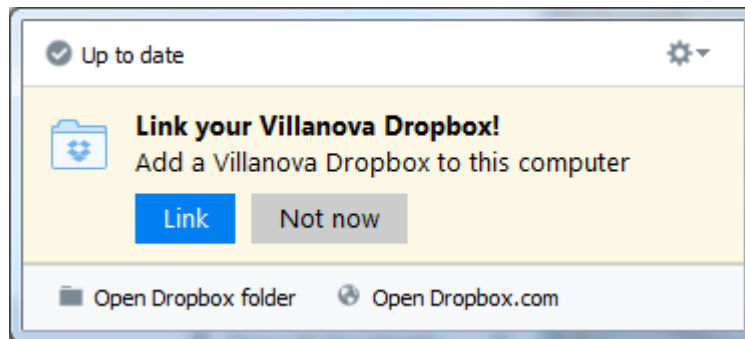 Up to date
Link your Villanova Dropbox!
Add a Villanova Dropbox to this computer
Link Not now
Open Dropbox folder Open Dropbox.com